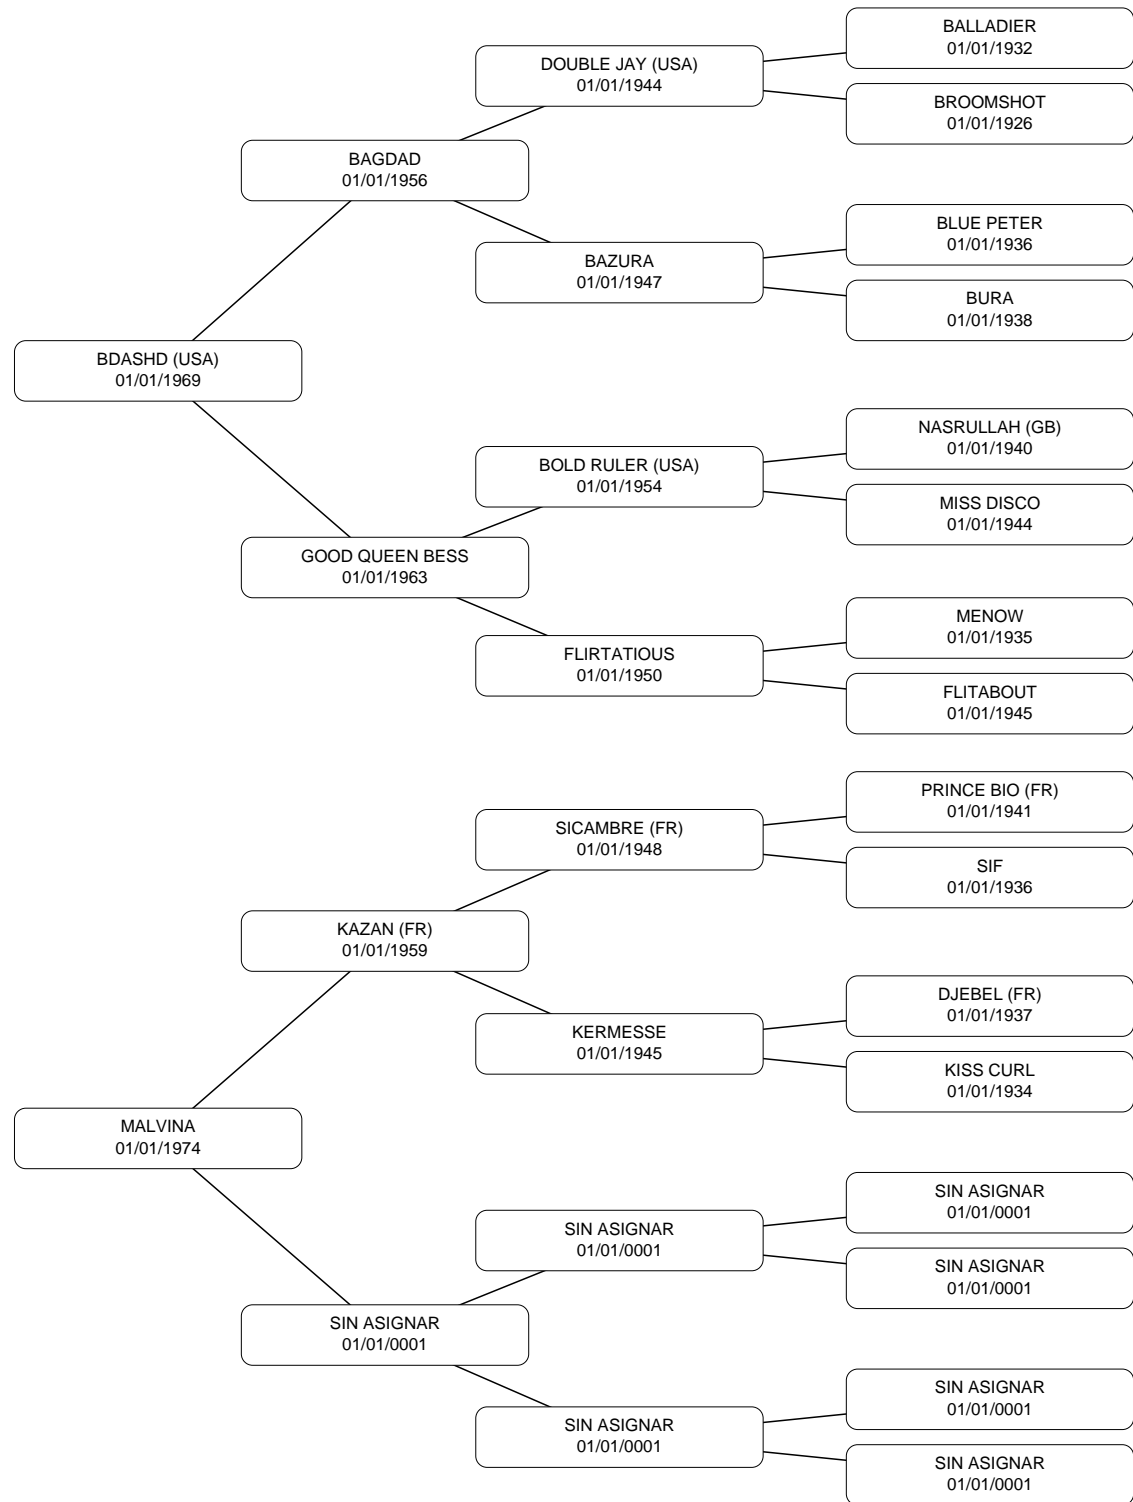 BALLADIER
01/01/1932
DOUBLE JAY (USA)
01/01/1944
BROOMSHOT
01/01/1926
BAGDAD
01/01/1956
BLUE PETER
01/01/1936
BAZURA
01/01/1947
BURA
01/01/1938
BDASHD (USA)
01/01/1969
NASRULLAH (GB)
01/01/1940
BOLD RULER (USA)
01/01/1954
MISS DISCO
01/01/1944
GOOD QUEEN BESS
01/01/1963
MENOW
01/01/1935
FLIRTATIOUS
01/01/1950
FLITABOUT
01/01/1945
PRINCE BIO (FR)
01/01/1941
SICAMBRE (FR)
01/01/1948
SIF
01/01/1936
KAZAN (FR)
01/01/1959
DJEBEL (FR)
01/01/1937
KERMESSE
01/01/1945
KISS CURL
01/01/1934
MALVINA
01/01/1974
SIN ASIGNAR
01/01/0001
SIN ASIGNAR
01/01/0001
SIN ASIGNAR
01/01/0001
SIN ASIGNAR
01/01/0001
SIN ASIGNAR
01/01/0001
SIN ASIGNAR
01/01/0001
SIN ASIGNAR
01/01/0001